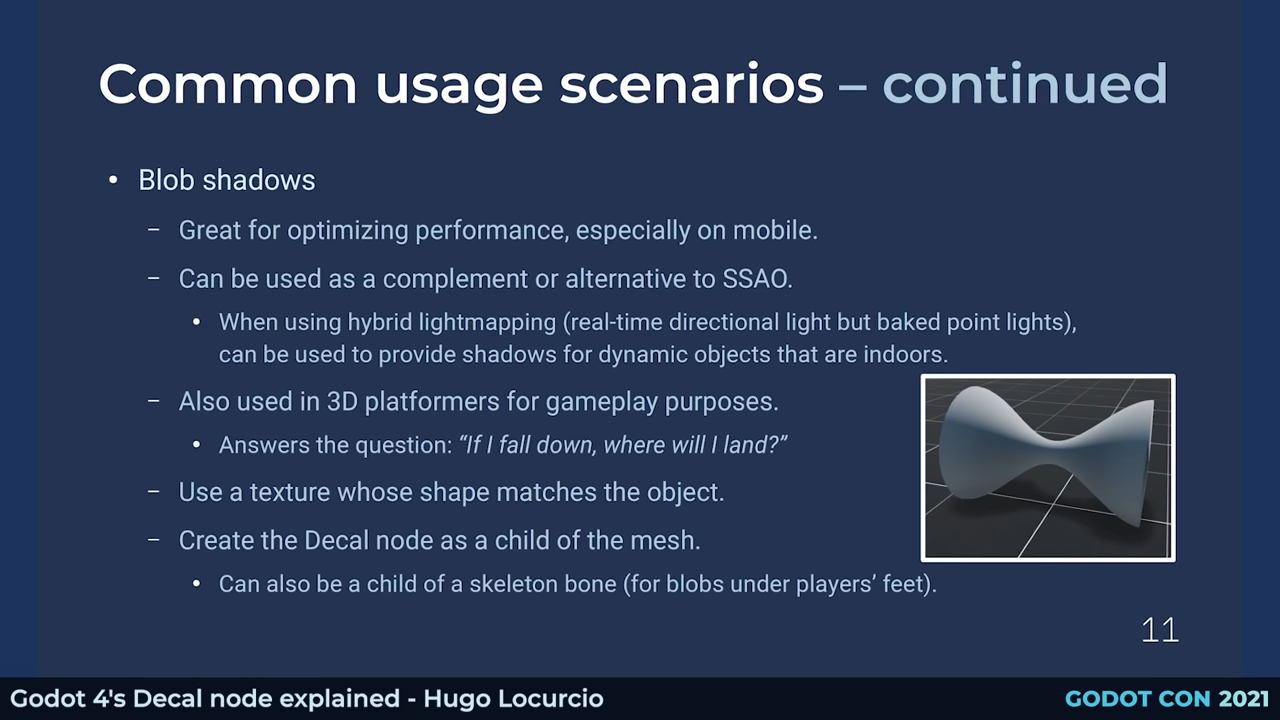 Common usage scenarios – continued
• Blob shadows
– Great for optimizing performance, especially on mobile.
– Can be used as a complement or alternative to SSAO.
• When using hybrid lightmapping (real-time directional light but baked point lights),
can be used to provide shadows for dynamic objects that are indoors.
– Also used in 3D platformers for gameplay purposes.
• Answers the question: “If I fall down, where will I land?”
– Use a texture whose shape matches the object.
– Create the Decal node as a child of the mesh.
• Can also be a child of a skeleton bone (for blobs under players’ feet).
11
Godot 4's Decal node explained - Hugo Locurcio
GODOT CON 2021